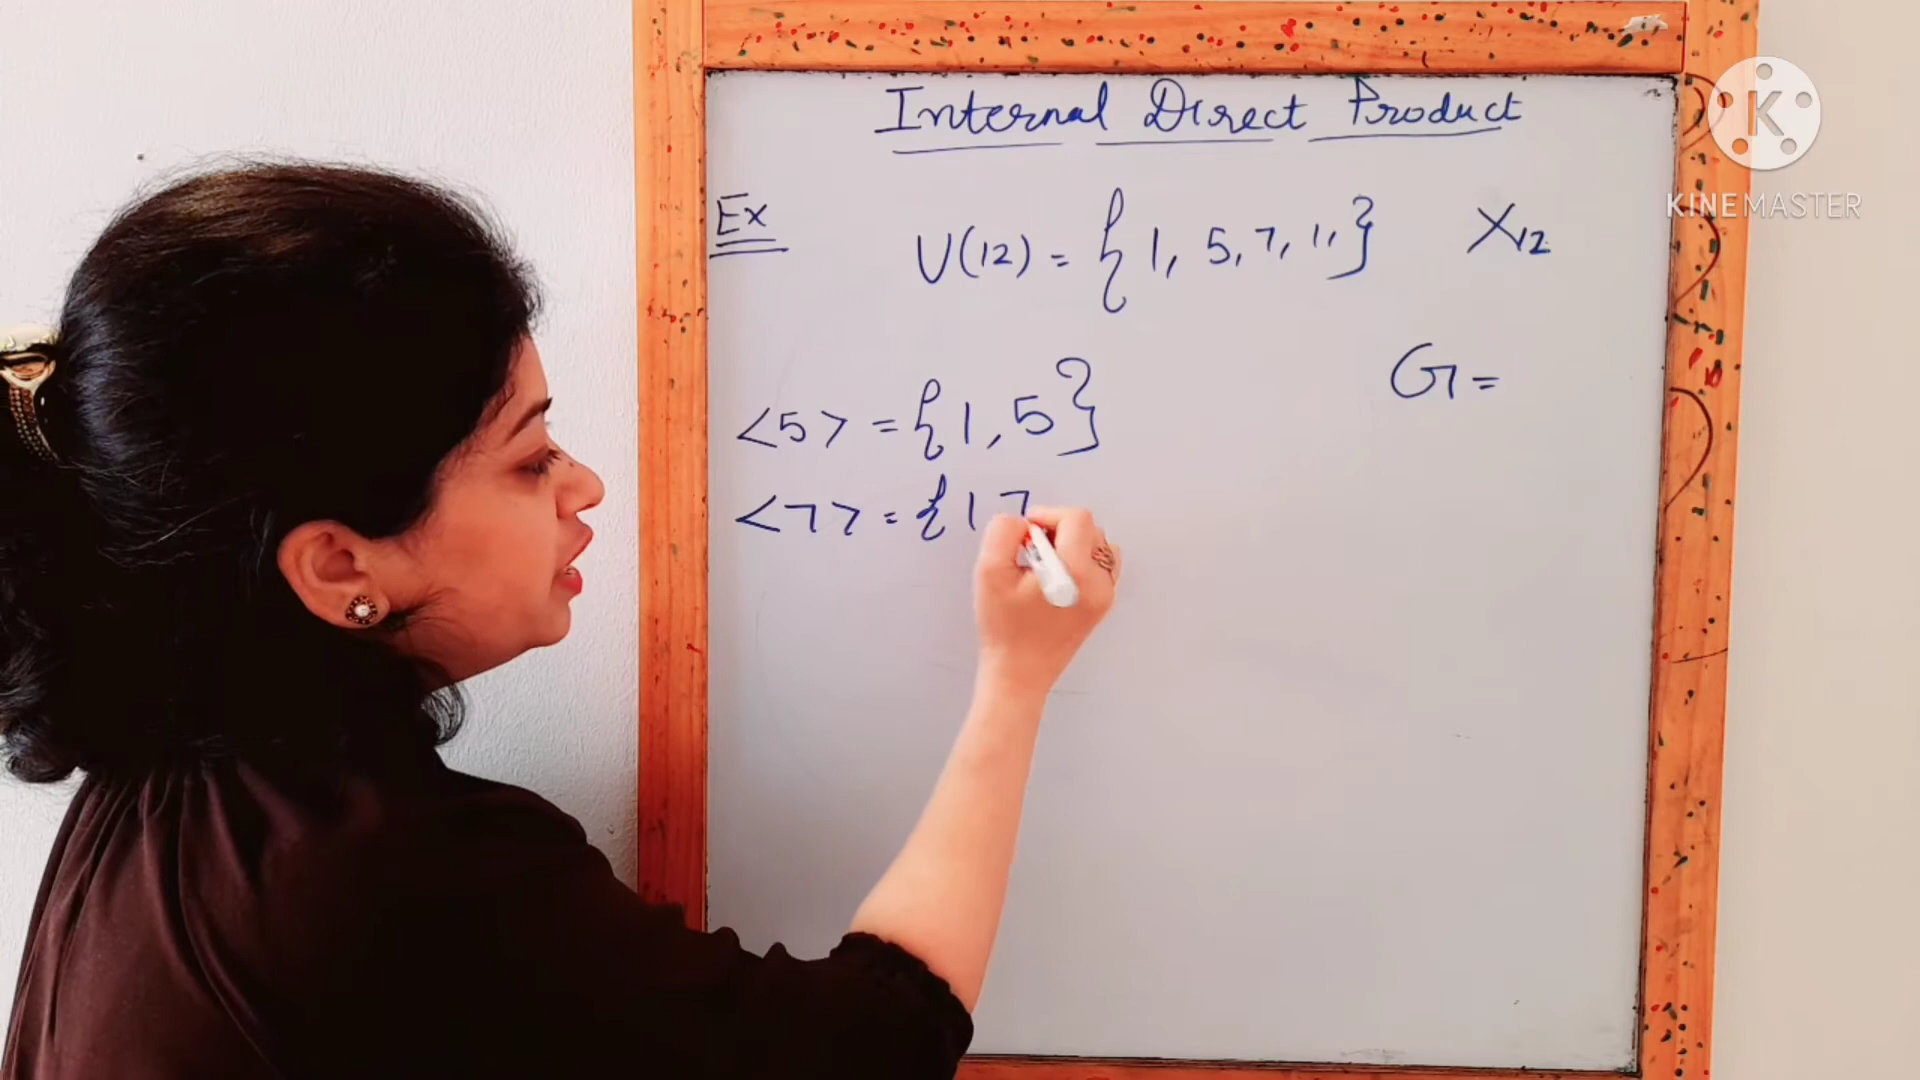 Internal Direct Product
Ex
U(12) = {1, 5, 7, 11} X12
G =
<5> = {1, 5}
<7> = {1 7
K
KINEMASTER